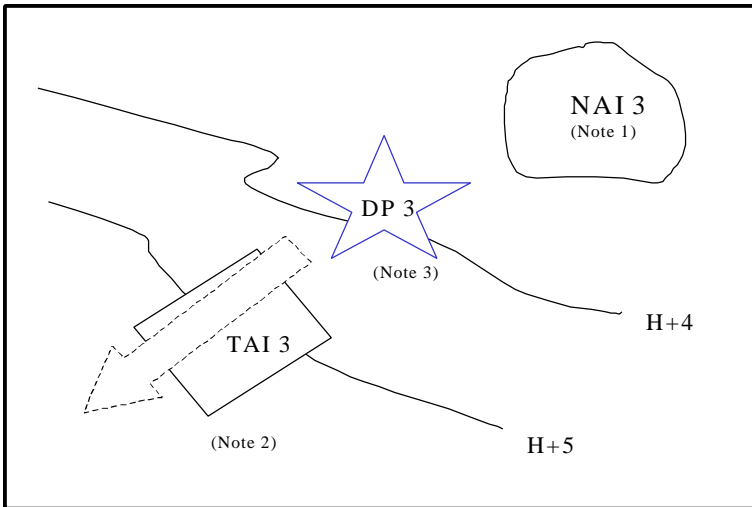 NAI 3
(Note 1)
DP 3
(Note 3)
H+4
TAI 3
(Note 2)
H+5